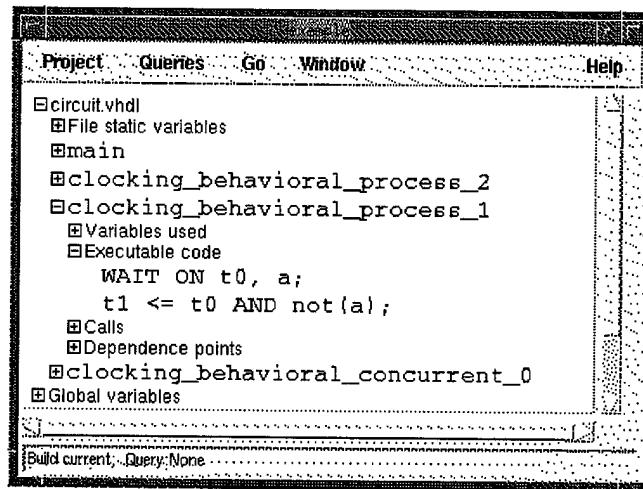 Project Queries Go Window Help
circuit.vhdl
File static variables
main
clocking_behavioral_process_2
clocking_behavioral_process_1
Variables used
Executable code
WAIT ON t0, a;
t1 <= t0 AND not(a);
Calls
Dependence points
clocking_behavioral_concurrent_0
Global variables
Build current; Query:None